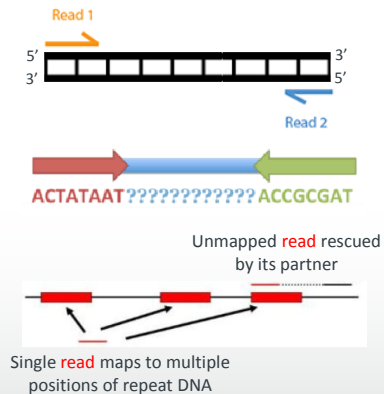 Read 1
5′ 3′
3′ 5′
Read 2
ACTATAAT????????????ACCGCGAT
Unmapped read rescued
by its partner
Single read maps to multiple
positions of repeat DNA